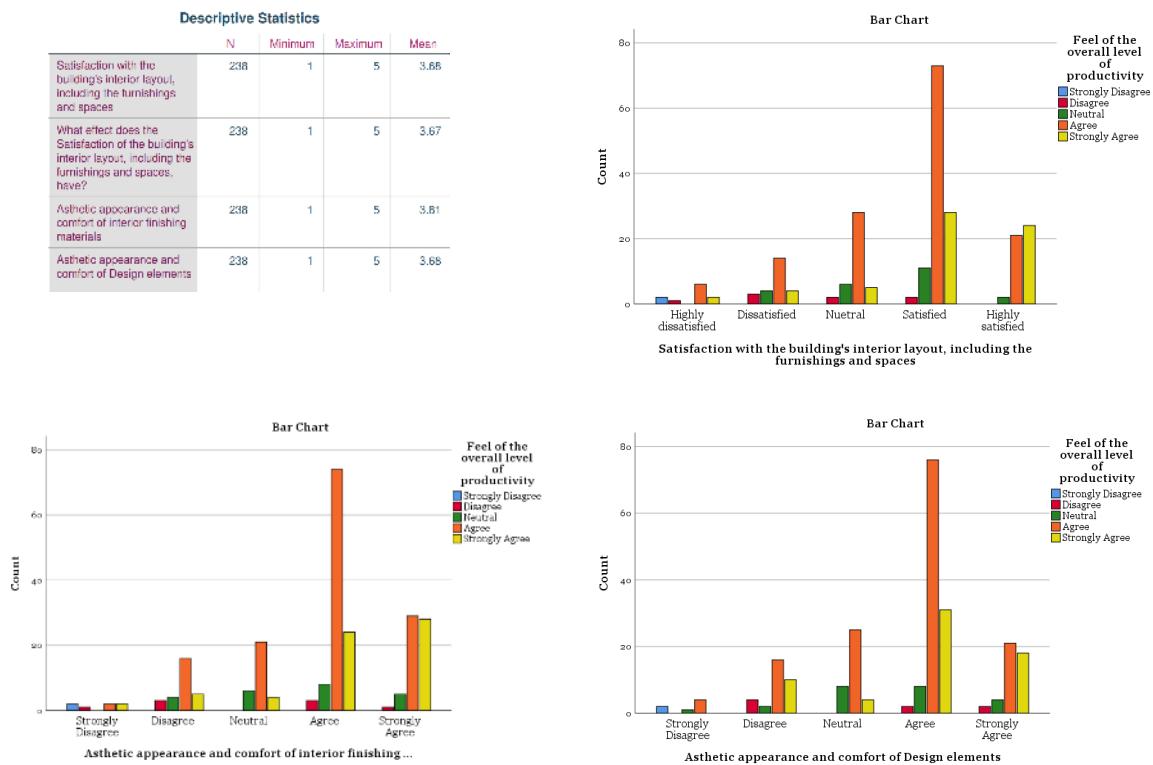 Descriptive Statistics
N Minimum Maximum Mean
Satisfaction with the
building's interior layout,
including the furnishings
and spaces
238 1 5 3.68
What effect does the
Satisfaction of the building's
interior layout, including the
furnishings and spaces,
have?
238 1 5 3.67
Asthetic appearance and
comfort of interior finishing
materials
238 1 5 3.81
Asthetic appearance and
comfort of Design elements
238 1 5 3.68
Bar Chart
Feel of the
overall level
of
productivity
Strongly Disagree
Disagree
Neutral
Agree
Strongly Agree
Count
80
60
40
20
0
Highly
dissatisfied
Dissatisfied
Nuetral
Satisfied
Highly
satisfied
Satisfaction with the building's interior layout, including the
furnishings and spaces
Bar Chart
Feel of the
overall level
of
productivity
Strongly Disagree
Disagree
Neutral
Agree
Strongly Agree
Count
80
60
40
20
0
Strongly
Disagree
Disagree
Neutral
Agree
Strongly
Agree
Asthetic appearance and comfort of interior finishing ...
Bar Chart
Feel of the
overall level
of
productivity
Strongly Disagree
Disagree
Neutral
Agree
Strongly Agree
Count
80
60
40
20
0
Strongly
Disagree
Disagree
Neutral
Agree
Strongly
Agree
Asthetic appearance and comfort of Design elements